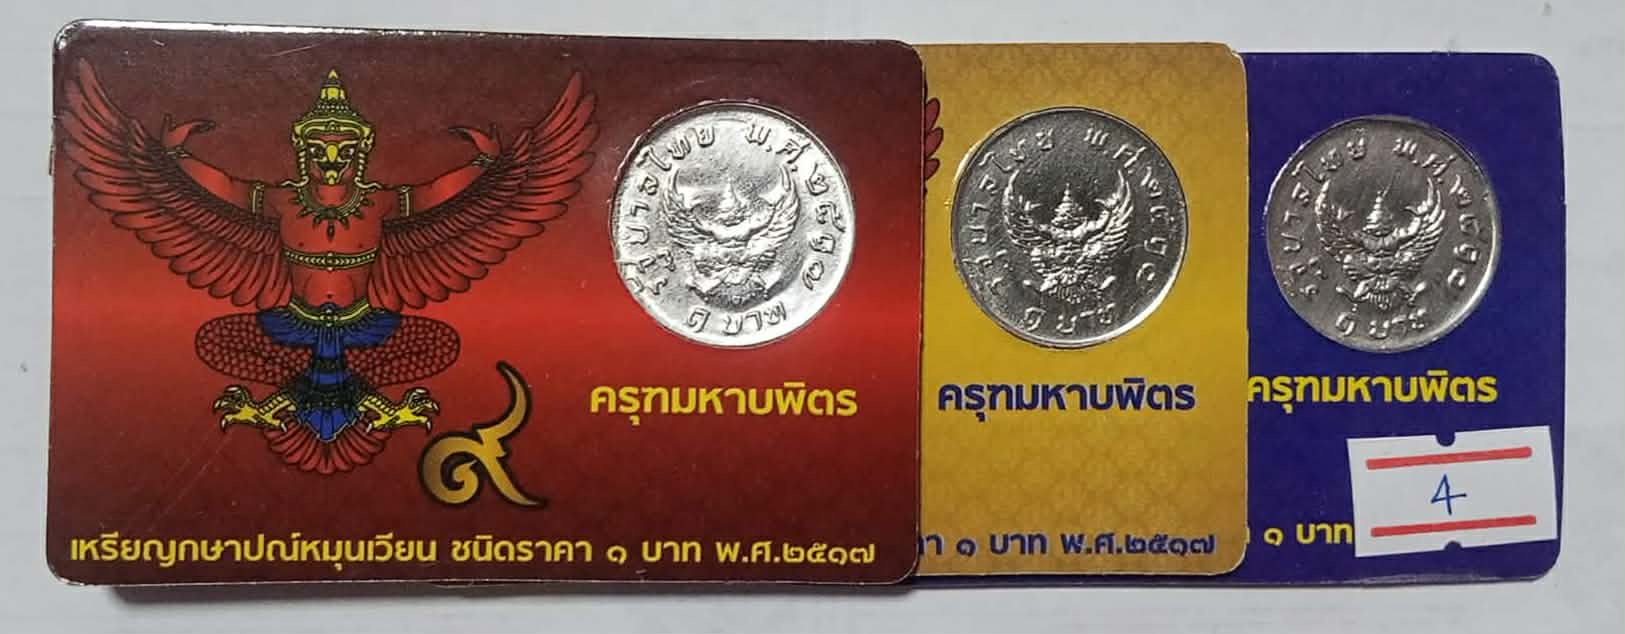 รัฐบาลไทย พ.ศ.๒๕๑๗
๑ บาท
ครุฑมหาบพิตร
๙
เหรียญกษาปณ์หมุนเวียน ชนิดราคา ๑ บาท พ.ศ.๒๕๑๗
รัฐบาลไทย พ.ศ.๒๕๑๗
๑ บาท
ครุฑมหาบพิตร
๑ บาท พ.ศ.๒๕๑๗
รัฐบาลไทย พ.ศ.๒๕๑๗
๑ บาท
ครุฑมหาบพิตร
4
๑ บาท